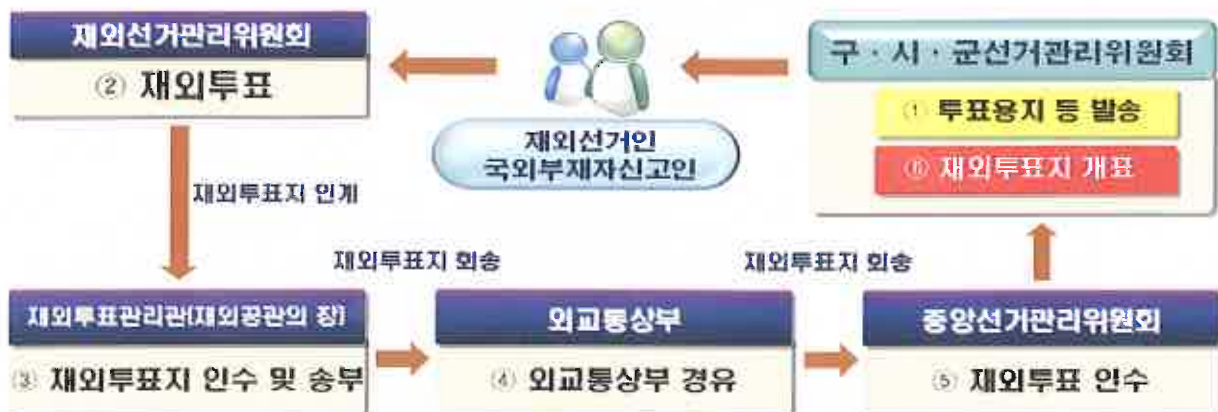 재외선거관리위원회
② 재외투표
재외선거인
국외부재자신고인
구·시·군선거관리위원회
① 투표용지 등 발송
⑥ 재외투표지 개표
재외투표지 인계
재외투표지 회송
재외투표지 회송
재외투표관리관(재외공관의 장)
③ 재외투표지 인수 및 송부
외교통상부
④ 외교통상부 경유
중앙선거관리위원회
⑤ 재외투표 인수